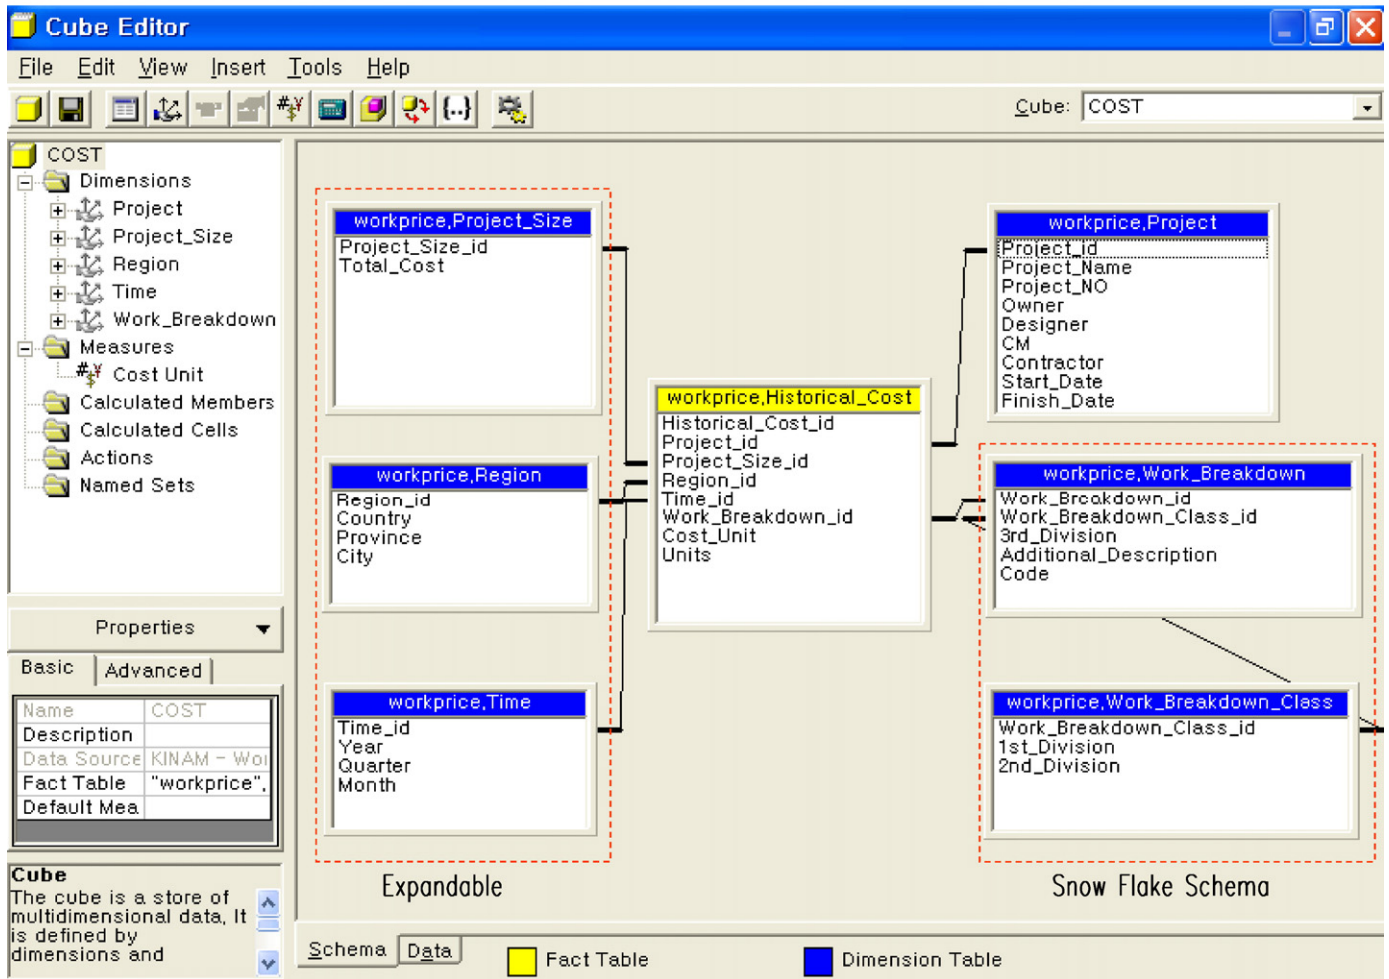 Cube Editor
File Edit View Insert Tools Help
Cube: COST
COST
Dimensions
Project
Project_Size
Region
Time
Work_Breakdown
Measures
Cost Unit
Calculated Members
Calculated Cells
Actions
Named Sets
Properties
Basic Advanced
Name COST
Description
Data Source KINAM - Wor
Fact Table "workprice",
Default Mea
Cube
The cube is a store of
multidimensional data, It
is defined by
dimensions and
workprice,Project_Size
Project_Size_id
Total_Cost
workprice,Region
Region_id
Country
Province
City
workprice,Time
Time_id
Year
Quarter
Month
Expandable
workprice,Historical_Cost
Historical_Cost_id
Project_id
Project_Size_id
Region_id
Time_id
Work_Breakdown_id
Cost_Unit
Units
workprice,Project
Project_id
Project_Name
Project_NO
Owner
Designer
CM
Contractor
Start_Date
Finish_Date
workprice,Work_Breakdown
Work_Breakdown_id
Work_Breakdown_Class_id
3rd_Division
Additional_Description
Code
workprice,Work_Breakdown_Class
Work_Breakdown_Class_id
1st_Division
2nd_Division
Snow Flake Schema
Schema Data
Fact Table
Dimension Table